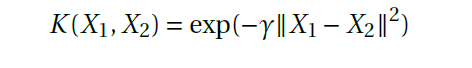 K(X₁, X₂) = exp(−γ‖X₁ − X₂‖²)